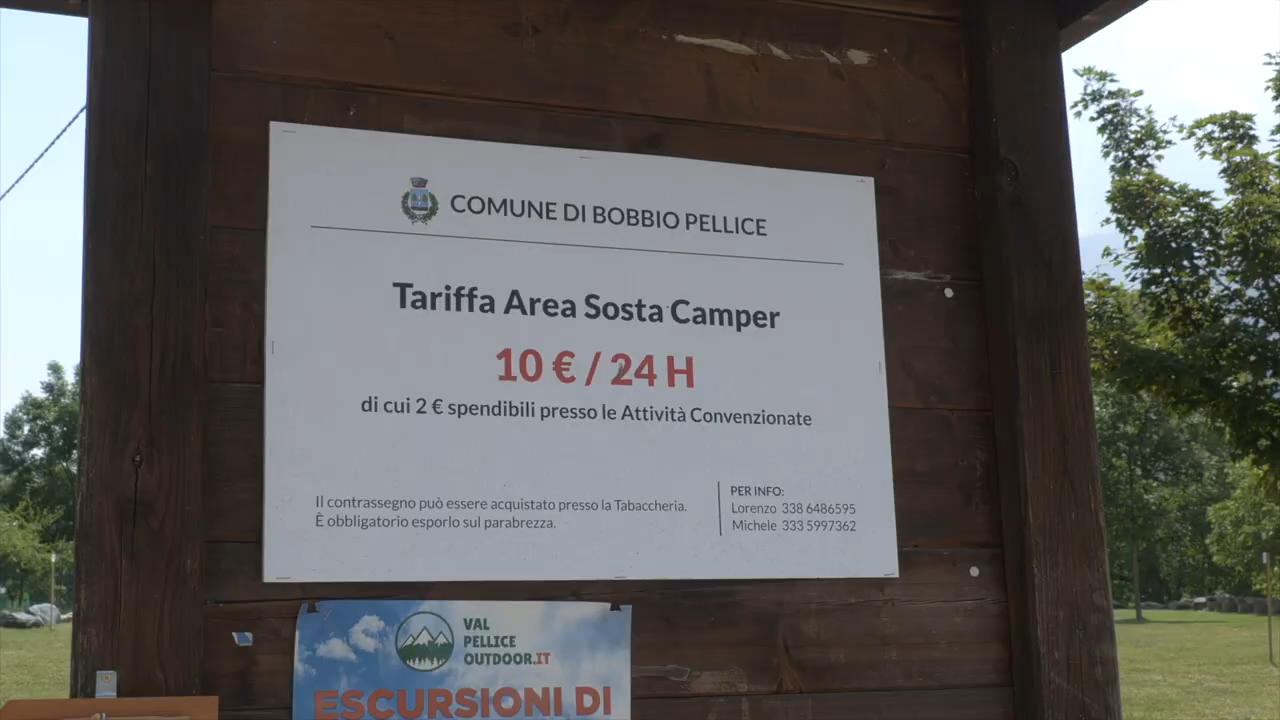 COMUNE DI BOBBIO PELLICE
Tariffa Area Sosta Camper
10 € / 24 H
di cui 2 € spendibili presso le Attività Convenzionate
Il contrassegno può essere acquistato presso la Tabaccheria.
È obbligatorio esporlo sul parabrezza.
PER INFO:
Lorenzo 338 6486595
Michele 333 5997362
VAL
PELLICE
OUTDOOR.IT
ESCURSIONI DI